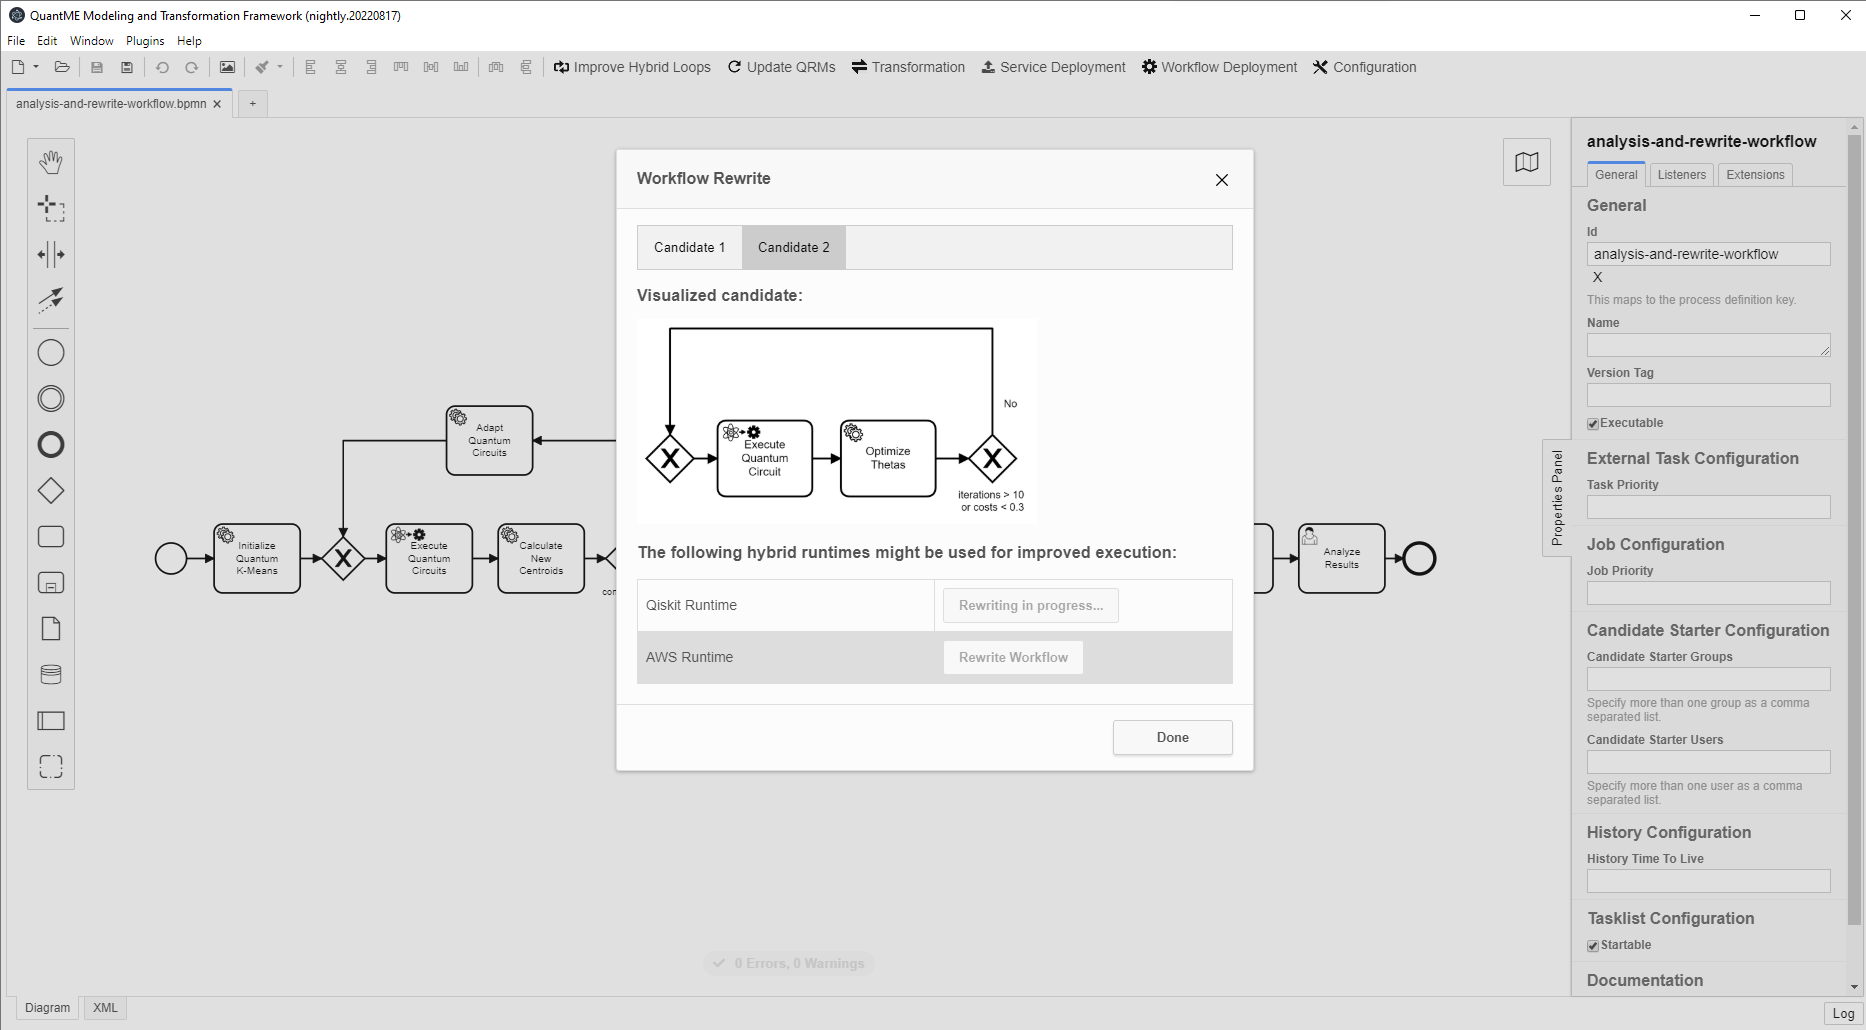 QuantME Modeling and Transformation Framework (nightly.20220817)
File Edit Window Plugins Help
Improve Hybrid Loops Update QRMs Transformation Service Deployment Workflow Deployment Configuration
analysis-and-rewrite-workflow.bpmn
+
Workflow Rewrite
Candidate 1 Candidate 2
Visualized candidate:
No
X
Execute
Quantum
Circuit
Optimize
Thetas
X
iterations > 10
or costs < 0.3
The following hybrid runtimes might be used for improved execution:
Qiskit Runtime Rewriting in progress...
AWS Runtime Rewrite Workflow
Done
Adapt
Quantum
Circuits
Initialize
Quantum
K-Means
X
Execute
Quantum
Circuits
Calculate
New
Centroids
Analyze
Results
0 Errors, 0 Warnings
Properties Panel
analysis-and-rewrite-workflow
General Listeners Extensions
General
Id
analysis-and-rewrite-workflow
X
This maps to the process definition key.
Name
Version Tag
Executable
External Task Configuration
Task Priority
Job Configuration
Job Priority
Candidate Starter Configuration
Candidate Starter Groups
Specify more than one group as a comma
separated list.
Candidate Starter Users
Specify more than one user as a comma
separated list.
History Configuration
History Time To Live
Tasklist Configuration
Startable
Documentation
Diagram XML
Log